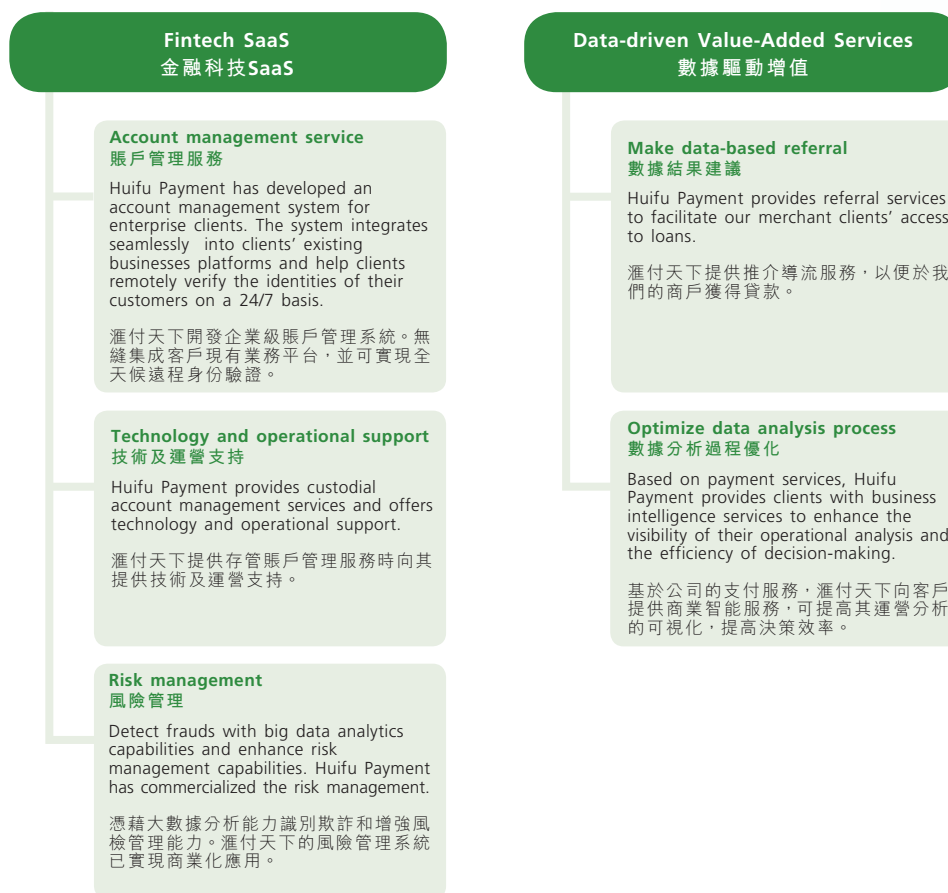 Fintech SaaS
金融科技SaaS
Account management service
賬戶管理服務
Huifu Payment has developed an
account management system for
enterprise clients. The system integrates
seamlessly into clients’ existing
businesses platforms and help clients
remotely verify the identities of their
customers on a 24/7 basis.
滙付天下開發企業級賬戶管理系統。無
縫集成客戶現有業務平台，並可實現全
天候遠程身份驗證。
Technology and operational support
技術及運營支持
Huifu Payment provides custodial
account management services and offers
technology and operational support.
滙付天下提供存管賬戶管理服務時向其
提供技術及運營支持。
Risk management
風險管理
Detect frauds with big data analytics
capabilities and enhance risk
management capabilities. Huifu Payment
has commercialized the risk management.
憑藉大數據分析能力識別欺詐和增強風
檢管理能力。滙付天下的風險管理系統
已實現商業化應用。
Data-driven Value-Added Services
數據驅動增值
Make data-based referral
數據結果建議
Huifu Payment provides referral services
to facilitate our merchant clients’ access
to loans.
滙付天下提供推介導流服務，以便於我
們的商戶獲得貸款。
Optimize data analysis process
數據分析過程優化
Based on payment services, Huifu
Payment provides clients with business
intelligence services to enhance the
visibility of their operational analysis and
the efficiency of decision-making.
基於公司的支付服務，滙付天下向客戶
提供商業智能服務，可提高其運營分析
的可視化，提高決策效率。